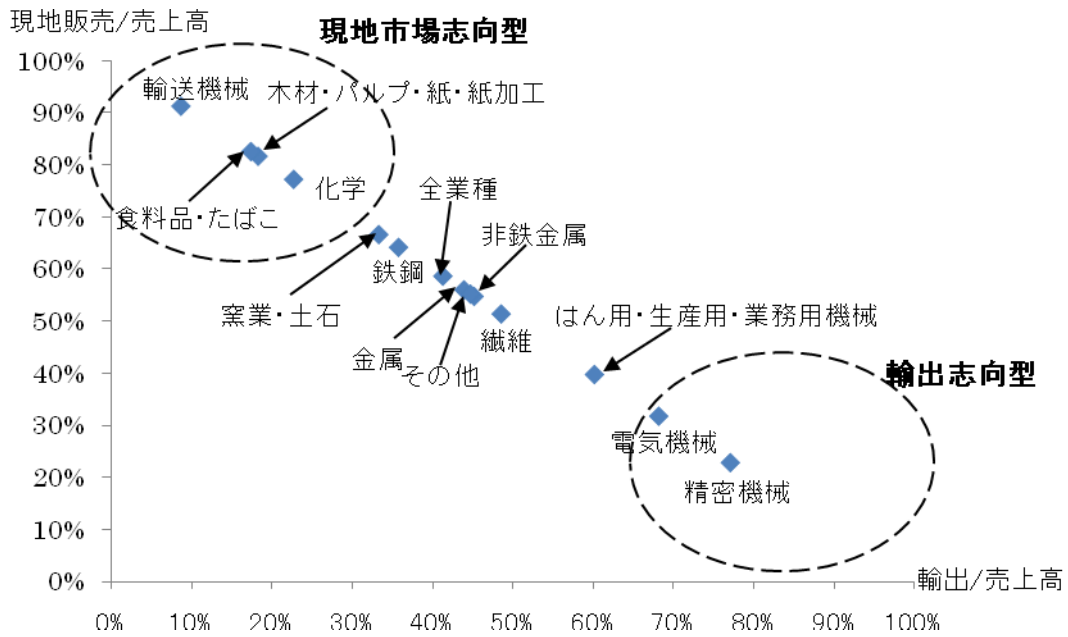 現地販売/売上高
現地市場志向型
100%
輸送機械
木材・パルプ・紙・紙加工
90%
80%
化学
全業種
食料品・たばこ
70%
非鉄金属
60%
鉄鋼
窯業・土石
はん用・生産用・業務用機械
50%
繊維
金属
その他
40%
輸出志向型
30%
電気機械
20%
精密機械
10%
0%
輸出/売上高
0% 10% 20% 30% 40% 50% 60% 70% 80% 90% 100%